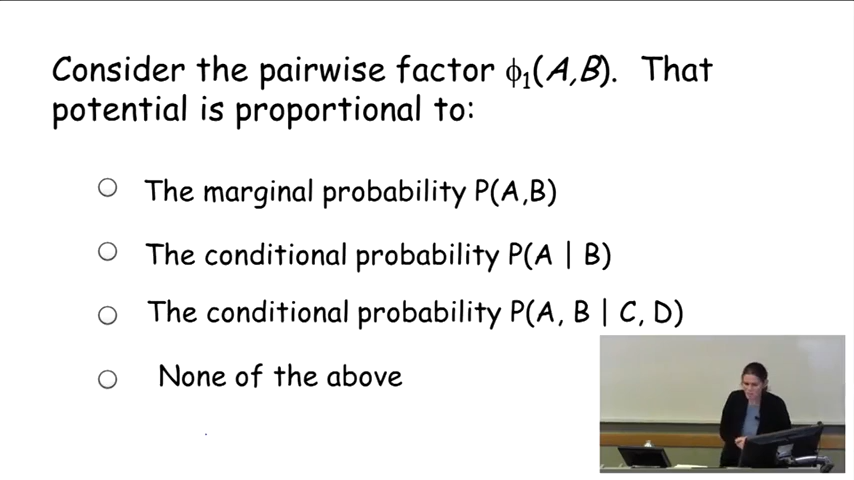 Consider the pairwise factor ϕ₁(A,B). That
potential is proportional to:
The marginal probability P(A,B)
The conditional probability P(A | B)
The conditional probability P(A, B | C, D)
None of the above